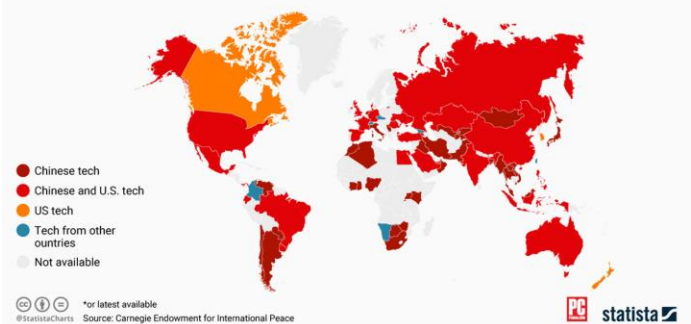 Chinese tech
Chinese and U.S. tech
US tech
Tech from other
ountries
Not available
*or latest available
@StatistaCharts Source: Carnegie Endowment for International Peace
PC
statista